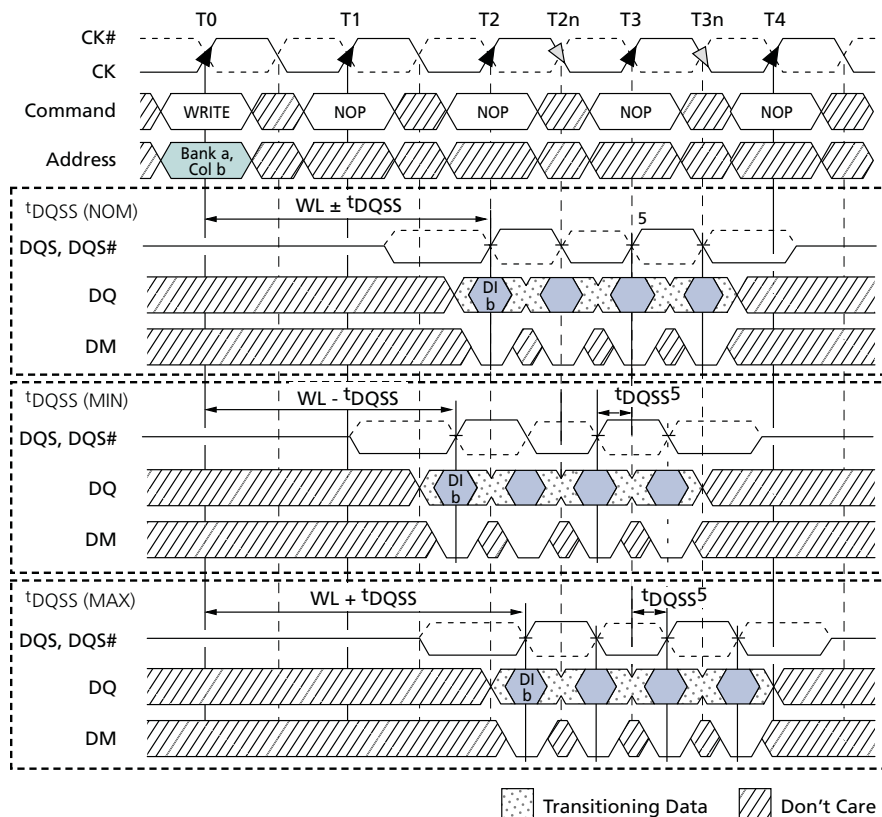 T0 T1 T2 T2n T3 T3n T4
CK#
CK
Command WRITE NOP NOP NOP NOP
Address Bank a,
Col b
tDQSS (NOM) WL ± tDQSS
5
DQS, DQS#
DQ DI
b
DM
tDQSS (MIN) WL - tDQSS tDQSS5
DQS, DQS#
DQ DI
b
DM
tDQSS (MAX) WL + tDQSS tDQSS5
DQS, DQS#
DQ DI
b
DM
Transitioning Data Don't Care